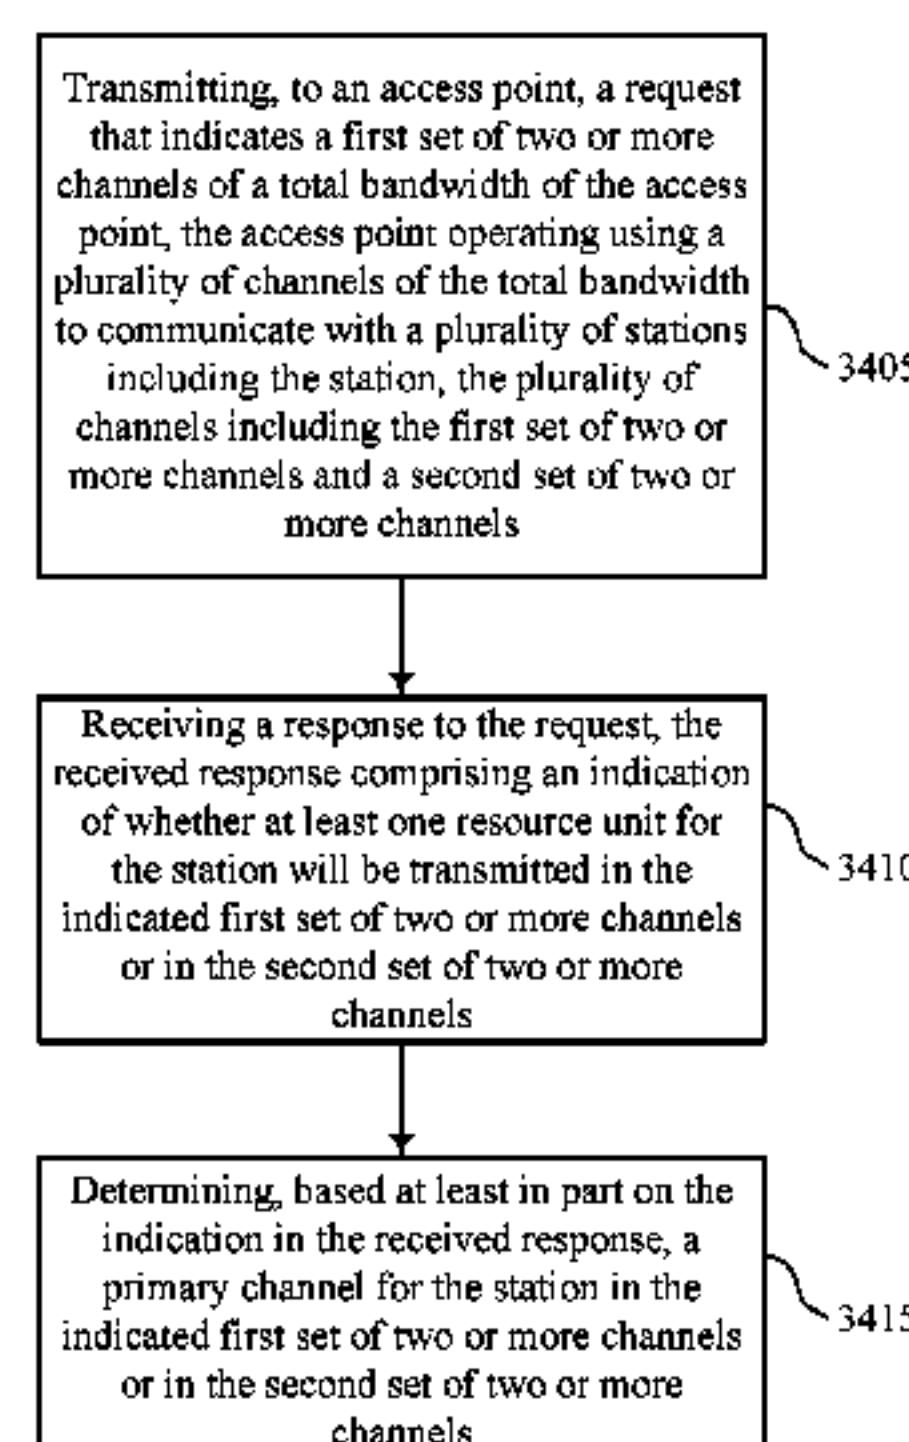 Transmitting, to an access point, a request
that indicates a first set of two or more
channels of a total bandwidth of the access
point, the access point operating using a
plurality of channels of the total bandwidth
to communicate with a plurality of stations
including the station, the plurality of
channels including the first set of two or
more channels and a second set of two or
more channels
3405
Receiving a response to the request, the
received response comprising an indication
of whether at least one resource unit for
the station will be transmitted in the
indicated first set of two or more channels
or in the second set of two or more
channels
3410
Determining, based at least in part on the
indication in the received response, a
primary channel for the station in the
indicated first set of two or more channels
or in the second set of two or more
channels
3415